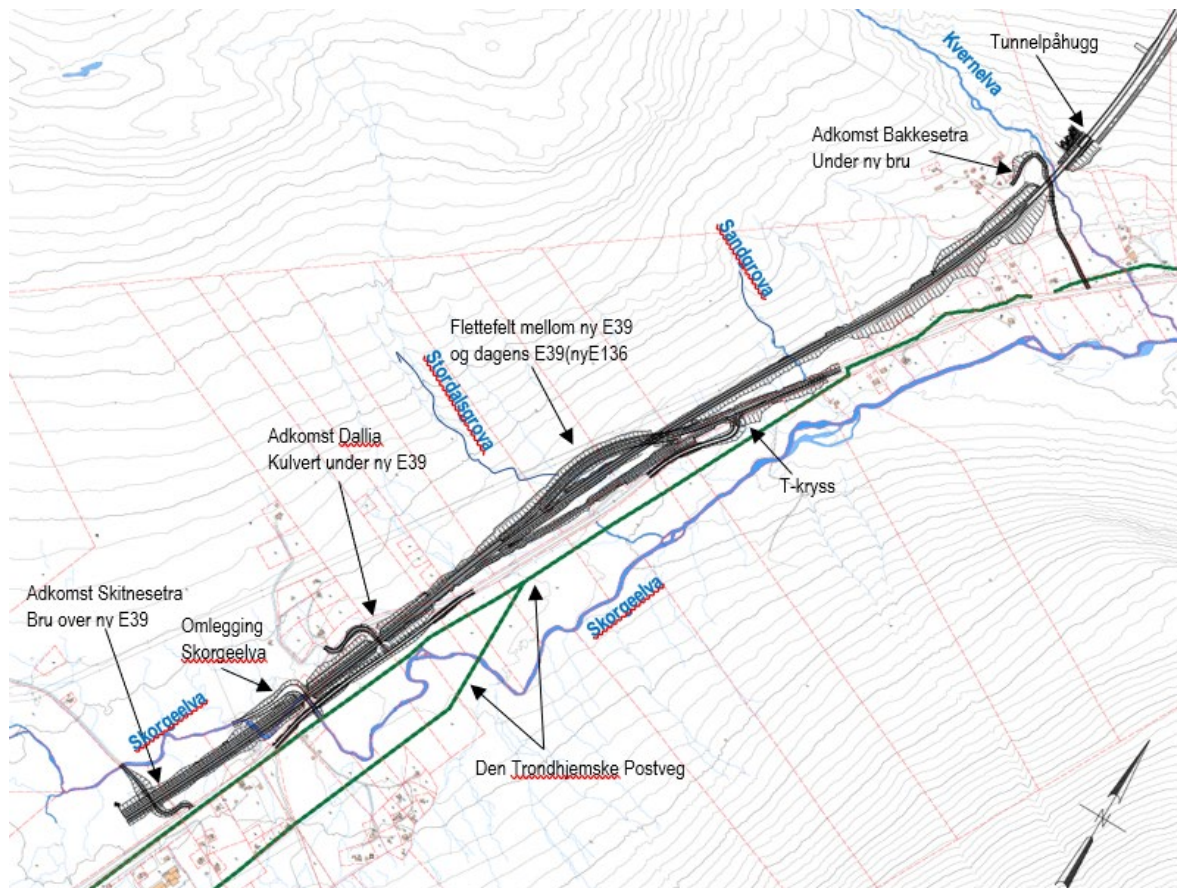 Kvernelva
Tunnelpåhugg
Adkomst Bakkesetra
Under ny bru
Sandgrova
Flettefelt mellom ny E39
og dagens E39(nyE136
Stordalsgrova
Adkomst Dallia
Kulvert under ny E39
T-kryss
Adkomst Skitnesetra
Bru over ny E39
Omlegging
Skorgeelva
Skorgeelva
Skorgeelva
Den Trondhjemske Postveg
N